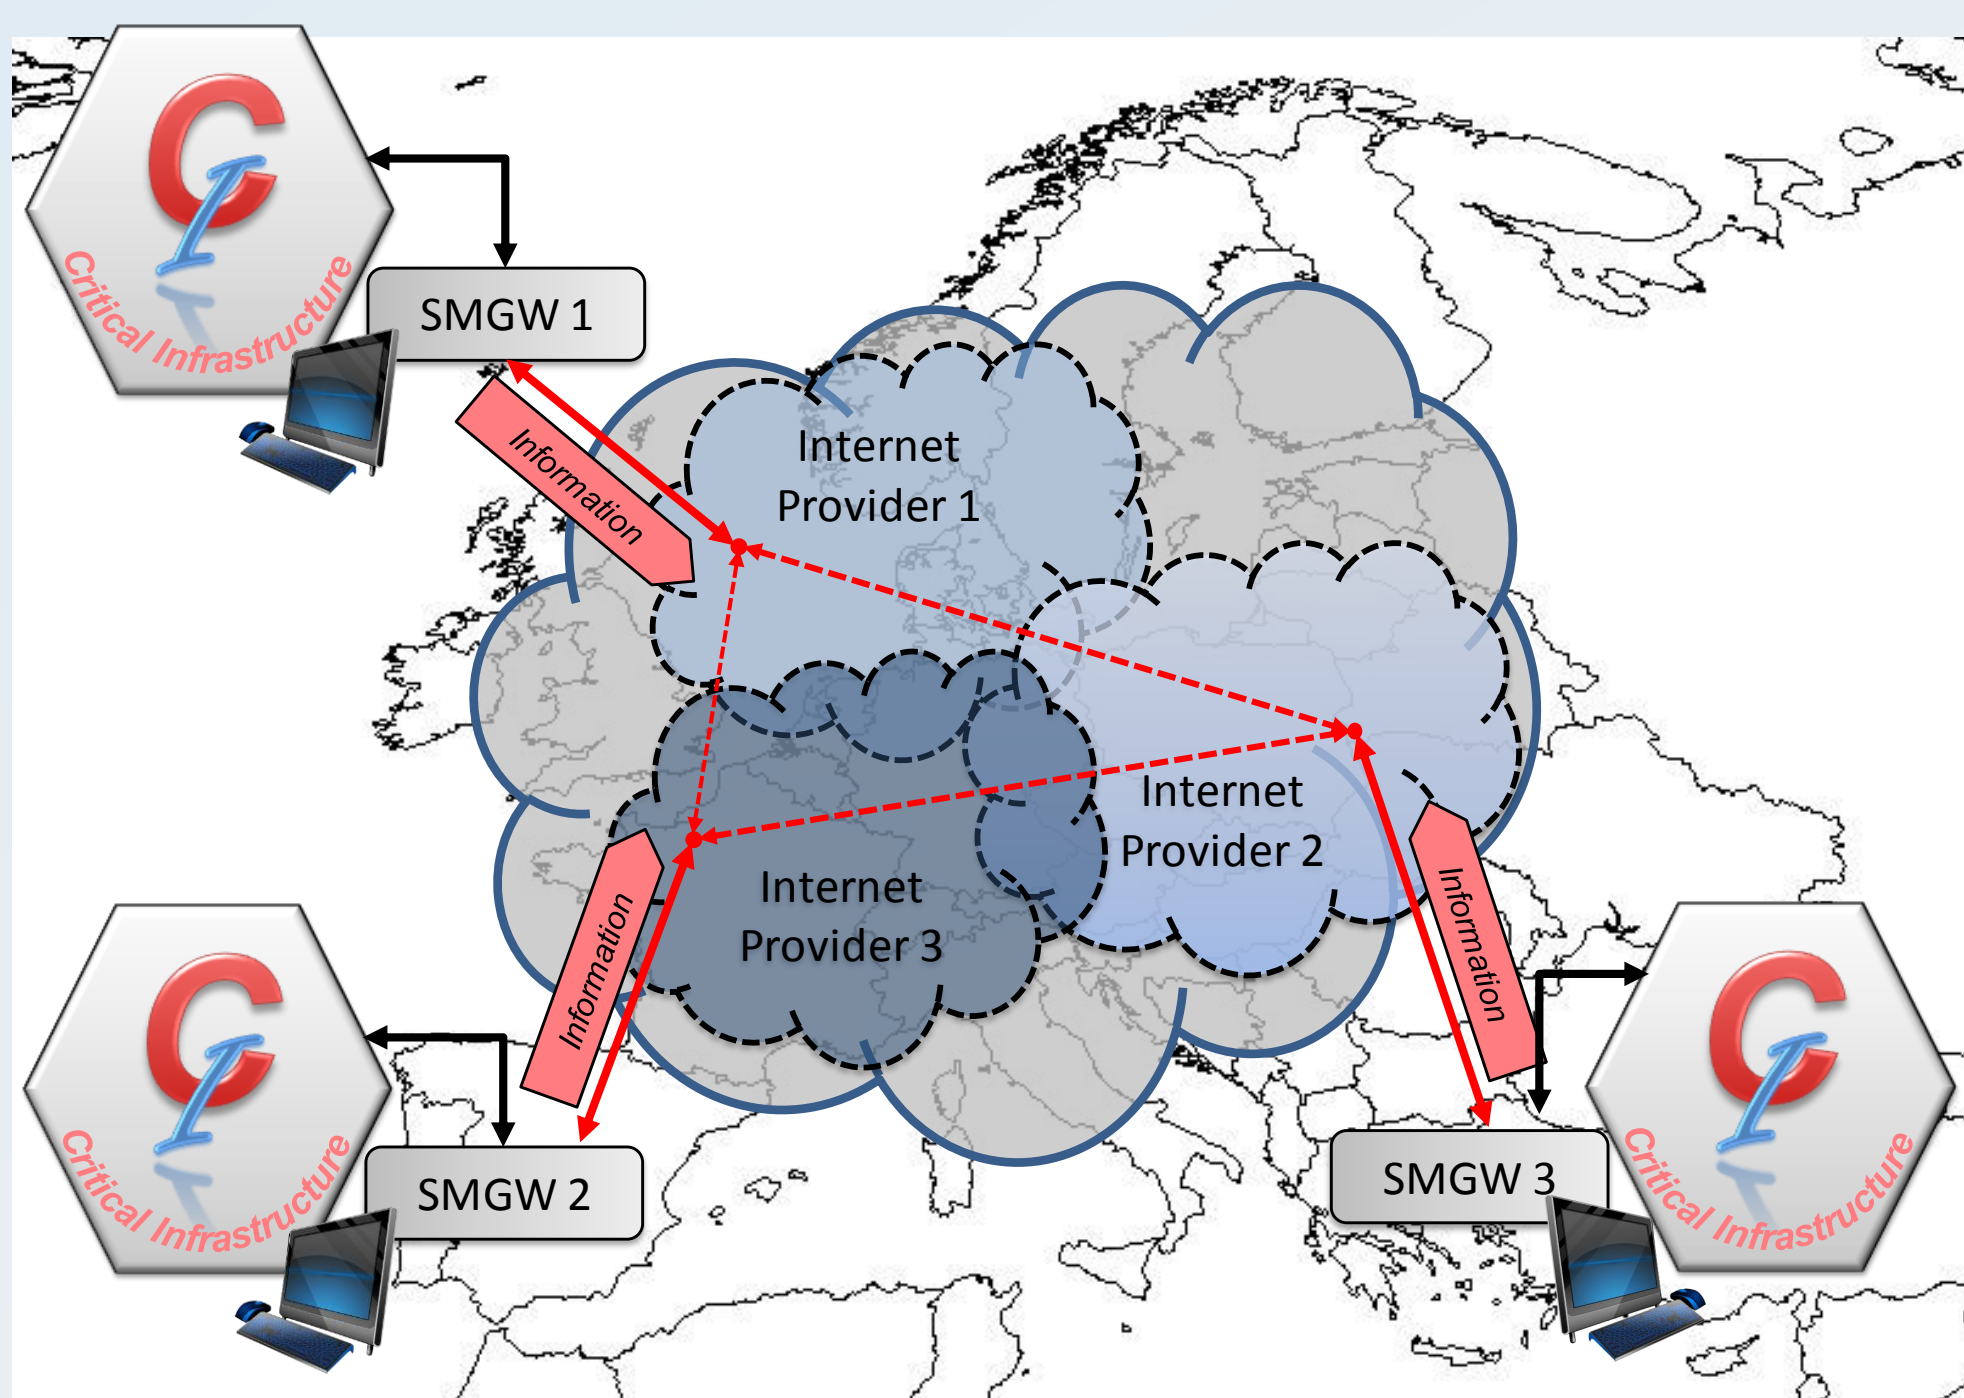 C
I
Critical Infrastructure
SMGW 1
Information
Internet
Provider 1
Internet
Provider 2
Internet
Provider 3
Information
Information
C
I
Critical Infrastructure
SMGW 2
SMGW 3
C
I
Critical Infrastructure